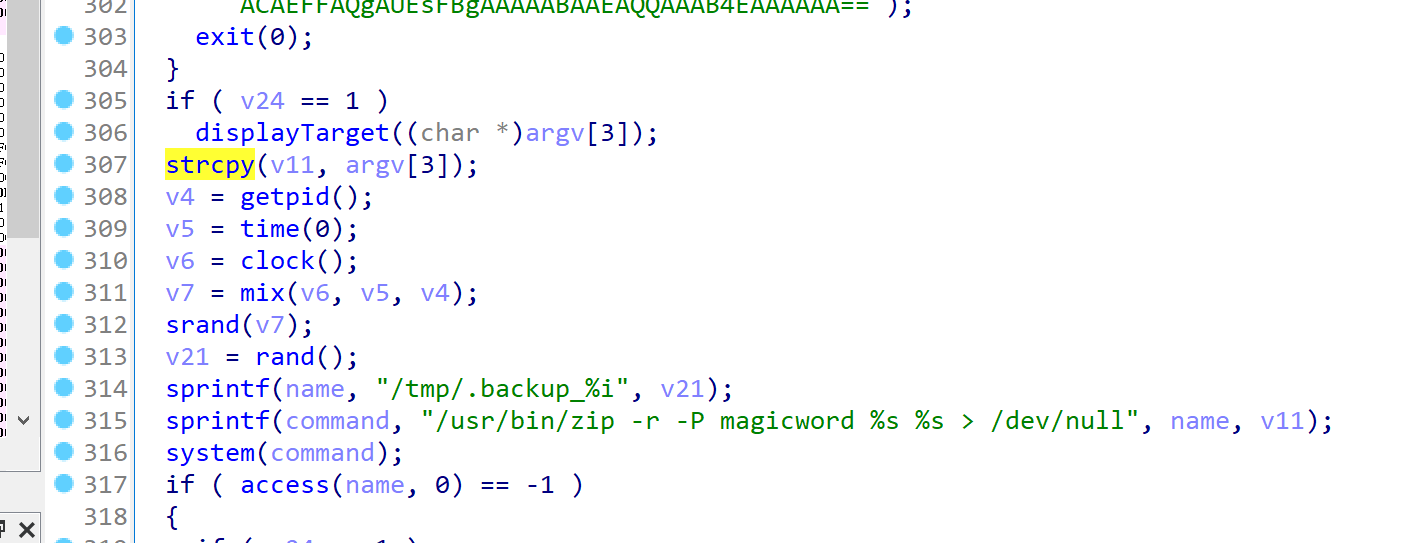 302 ACAEFFAQgAUEsFBgAAAAABAAEAQQAAAB4EAAAAAA==");
303 exit(0);
304 }
305 if ( v24 == 1 )
306 displayTarget((char *)argv[3]);
307 strcpy(v11, argv[3]);
308 v4 = getpid();
309 v5 = time(0);
310 v6 = clock();
311 v7 = mix(v6, v5, v4);
312 srand(v7);
313 v21 = rand();
314 sprintf(name, "/tmp/.backup_%i", v21);
315 sprintf(command, "/usr/bin/zip -r -P magicword %s %s > /dev/null", name, v11);
316 system(command);
317 if ( access(name, 0) == -1 )
318 {